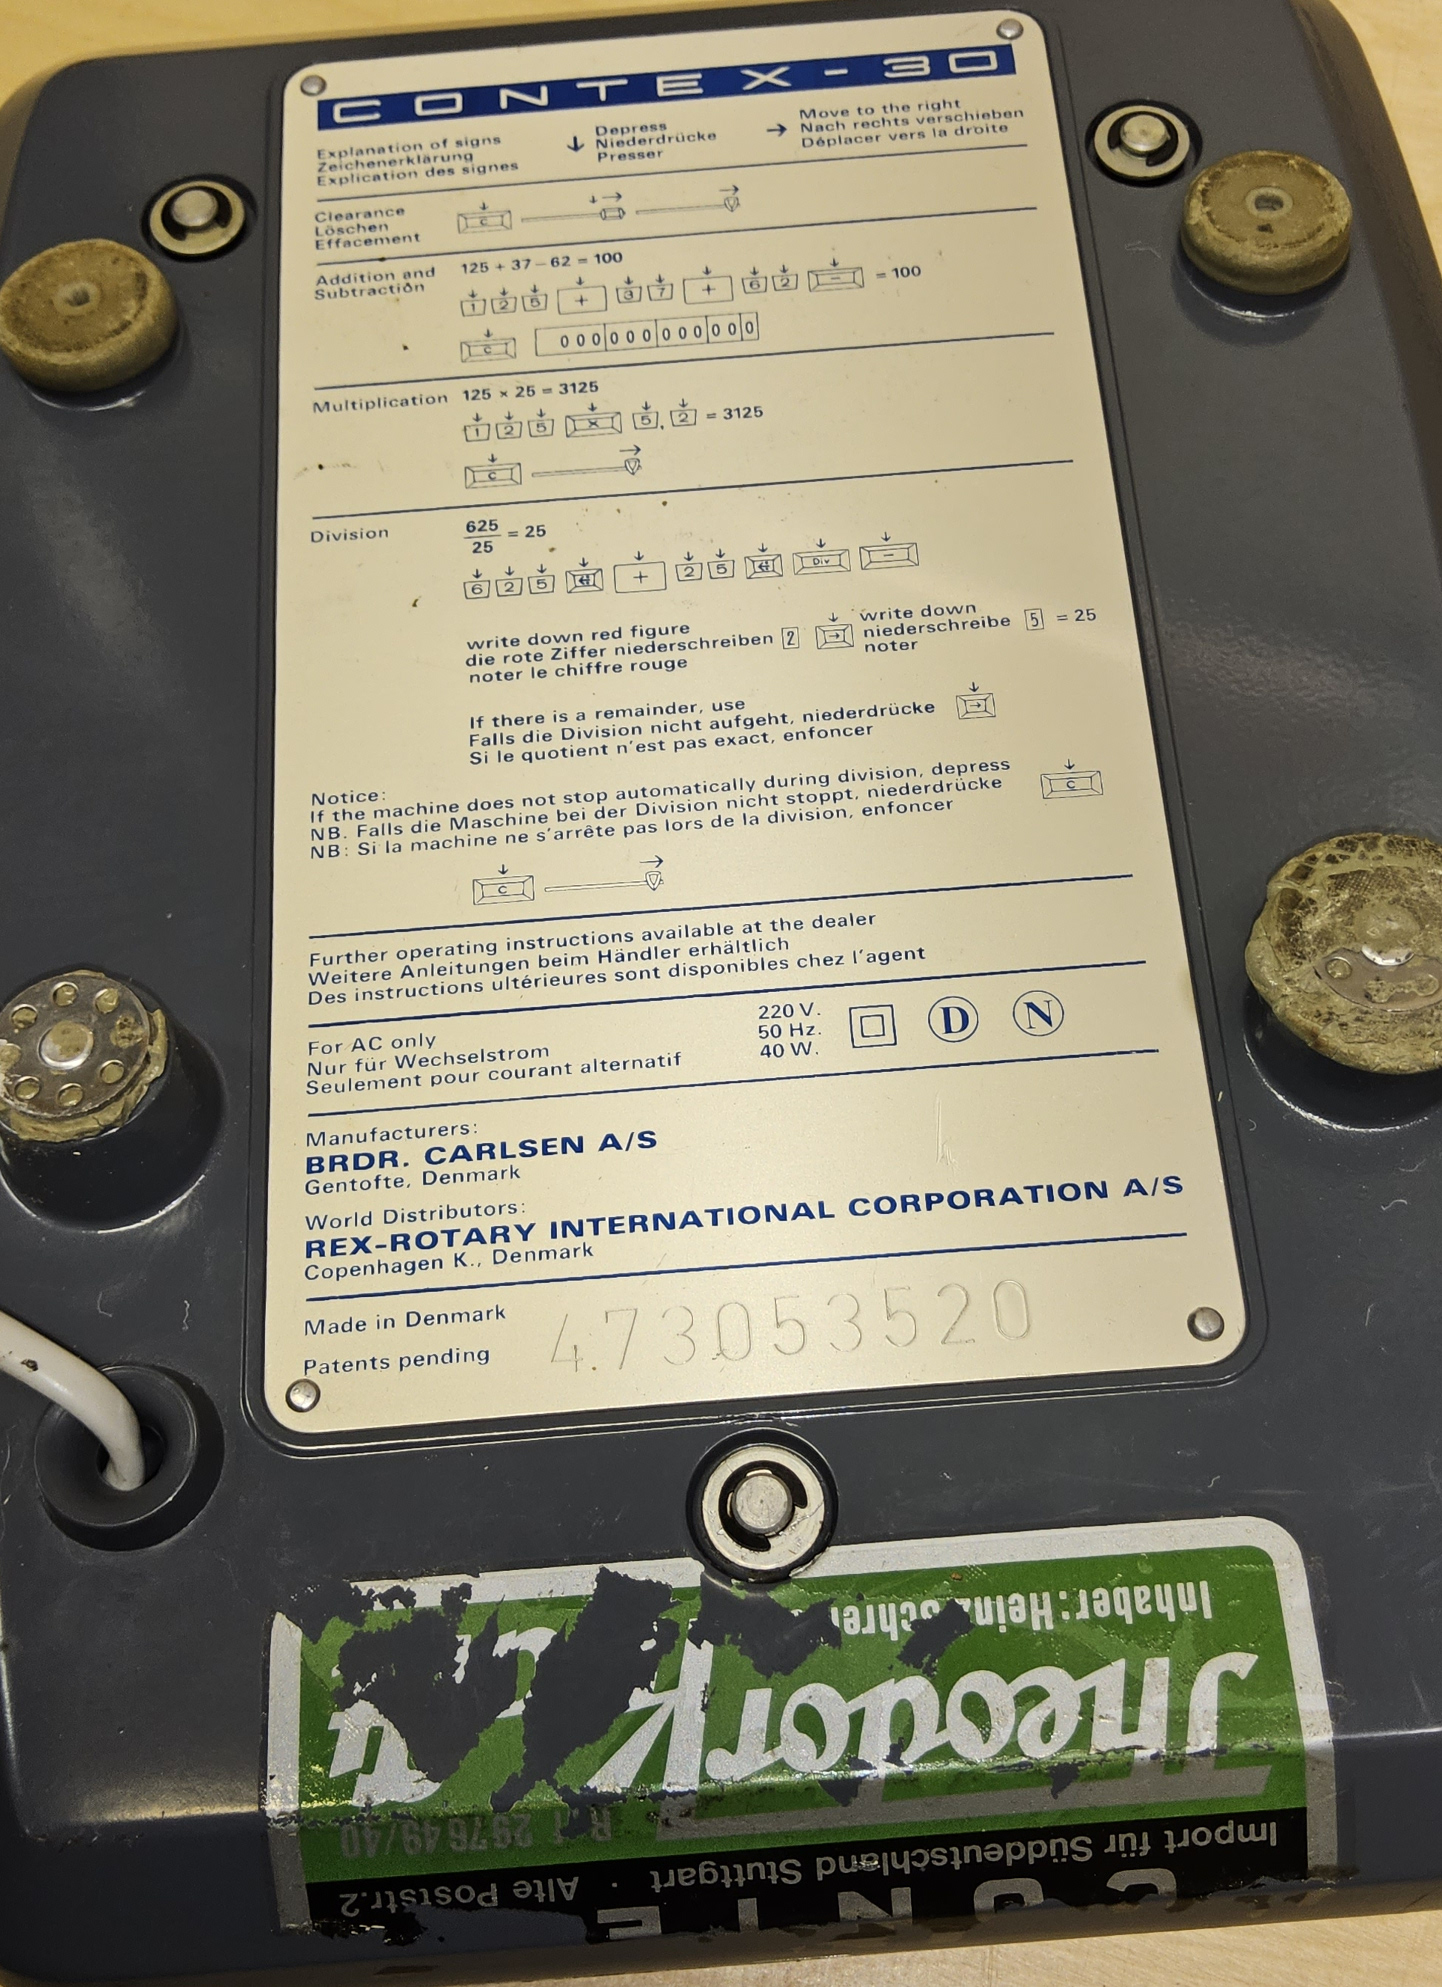 CONTEX-30
Explanation of signs
Zeichenerklärung
Explication des signes
↓ Depress
Niederdrücke
Presser
→ Move to the right
Nach rechts verschieben
Déplacer vers la droite
Clearance
Löschen
Effacement
C
Addition and
Subtraction
125 + 37 – 62 = 100
1 2 5 + 3 7 + 6 2 – = 100
C 000000000000
Multiplication
125 × 25 = 3125
1 2 5 X 5, 2 = 3125
C
Division
625
25
= 25
6 2 5 + 2 5 Div –
write down red figure
die rote Ziffer niederschreiben 2
noter le chiffre rouge
→
write down
niederschreibe 5 = 25
noter
If there is a remainder, use
Falls die Division nicht aufgeht, niederdrücke →
Si le quotient n'est pas exact, enfoncer
Notice:
If the machine does not stop automatically during division, depress
NB. Falls die Maschine bei der Division nicht stoppt, niederdrücke C
NB: Si la machine ne s'arrête pas lors de la division, enfoncer
C
Further operating instructions available at the dealer
Weitere Anleitungen beim Händler erhältlich
Des instructions ultérieures sont disponibles chez l'agent
For AC only
Nur für Wechselstrom
Seulement pour courant alternatif
220 V.
50 Hz.
40 W.
D N
Manufacturers:
BRDR. CARLSEN A/S
Gentofte, Denmark
World Distributors:
REX-ROTARY INTERNATIONAL CORPORATION A/S
Copenhagen K., Denmark
Made in Denmark
Patents pending
473053520
Import für Süddeutschland Stuttgart · Alte Poststr.2
297649/40
Inhaber: Heinz